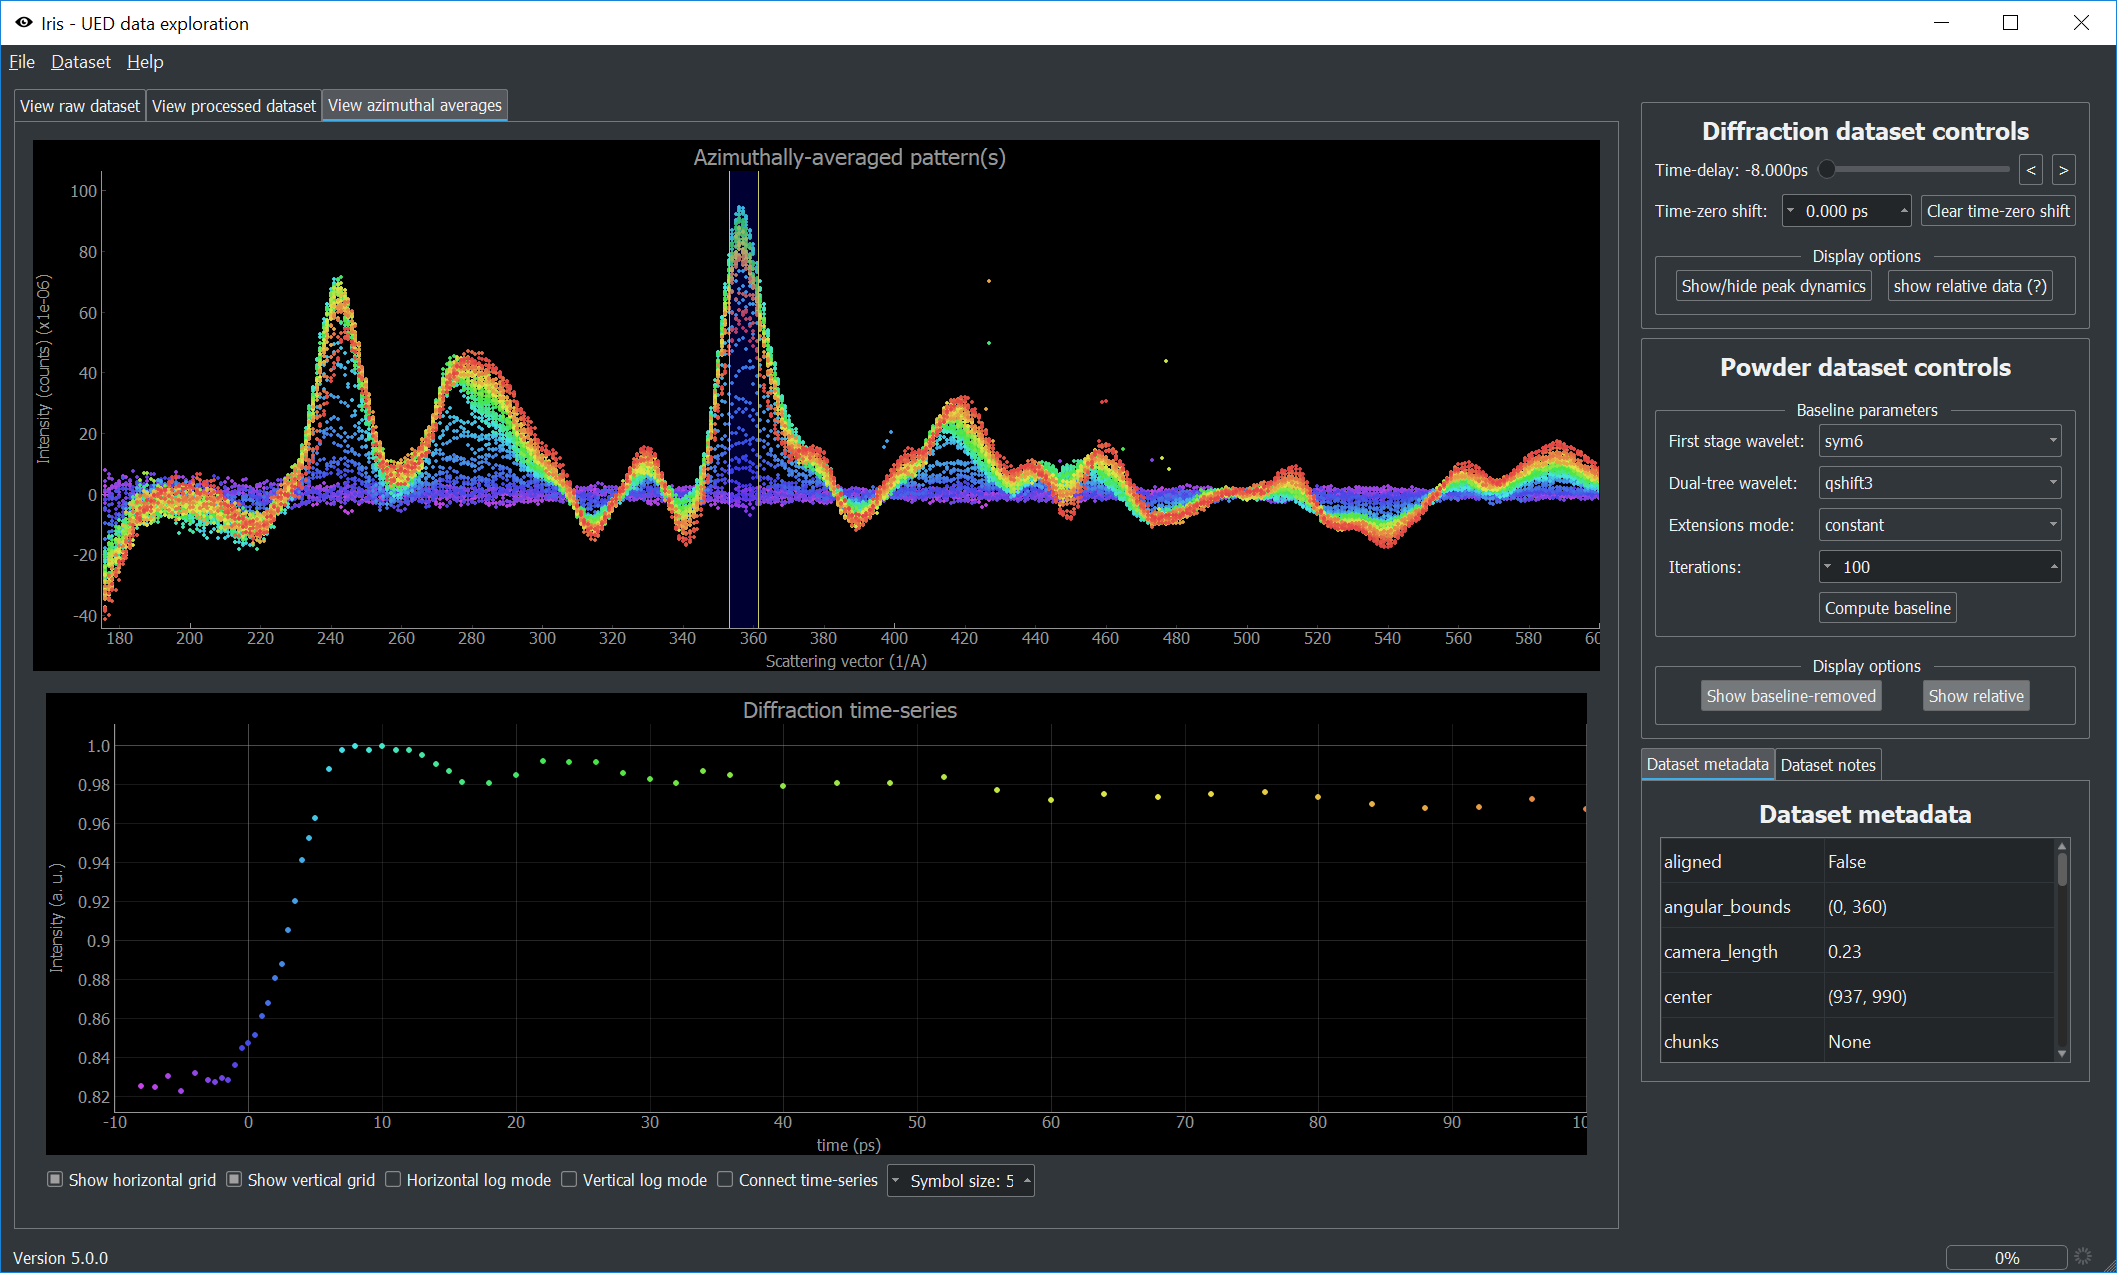 Iris - UED data exploration
File Dataset Help
View raw dataset View processed dataset View azimuthal averages
Azimuthally-averaged pattern(s)
100
80
60
40
20
0
-20
-40
Intensity (counts) (x1e-06)
180 200 220 240 260 280 300 320 340 360 380 400 420 440 460 480 500 520 540 560 580 60
Scattering vector (1/A)
Diffraction time-series
1.0
0.98
0.96
0.94
0.92
0.9
0.88
0.86
0.84
0.82
Intensity (a. u.)
-10 0 10 20 30 40 50 60 70 80 90 10
time (ps)
Show horizontal grid Show vertical grid Horizontal log mode Vertical log mode Connect time-series Symbol size: 5
Diffraction dataset controls
Time-delay: -8.000ps < >
Time-zero shift: 0.000 ps Clear time-zero shift
Display options
Show/hide peak dynamics show relative data (?)
Powder dataset controls
Baseline parameters
First stage wavelet: sym6
Dual-tree wavelet: qshift3
Extensions mode: constant
Iterations: 100
Compute baseline
Display options
Show baseline-removed Show relative
Dataset metadata Dataset notes
Dataset metadata
aligned False
angular_bounds (0, 360)
camera_length 0.23
center (937, 990)
chunks None
Version 5.0.0 0%